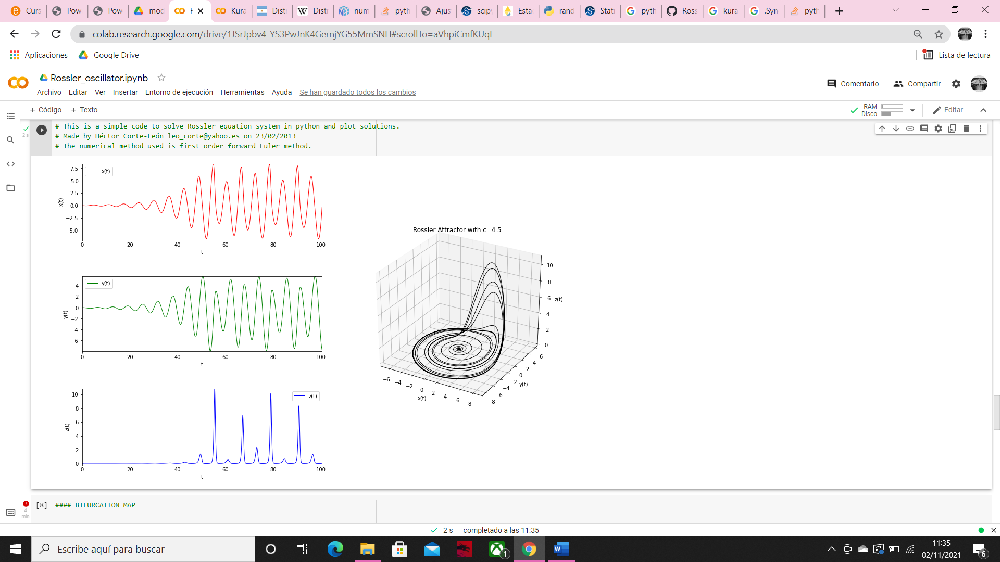 Curs
Pow
Pow
mod
F
Kura
Distr
Distr
num
pyth
Ajus
scip
Esta
rand
Stati
pyth
Ross
kura
.Syn
pyth
colab.research.google.com/drive/1JSrJpbv4_YS3PwJnK4GernjYG55MmSNH#scrollTo=aVhpiCmfKUqL
Aplicaciones
Google Drive
Lista de lectura
Rossler_oscillator.ipynb
Comentario
Compartir
Archivo Editar Ver Insertar Entorno de ejecución Herramientas Ayuda Se han guardado todos los cambios
+ Código + Texto
RAM
Disco
Editar
2 s
# This is a simple code to solve Rössler equation system in python and plot solutions.
# Made by Héctor Corte-León leo_corte@yahoo.es on 23/02/2013
# The numerical method used is first order forward Euler method.
x(t)
7.5
5.0
2.5
0.0
−2.5
−5.0
x(t)
0 20 40 60 80 100
t
y(t)
4
2
0
−2
−4
−6
y(t)
0 20 40 60 80 100
t
z(t)
10
8
6
4
2
0
z(t)
0 20 40 60 80 100
t
Rossler Attractor with c=4.5
10
8
6
4
2
0
z(t)
6
4
2
0
−2
−4
−6
−8
y(t)
−6 −4 −2 0 2 4 6 8
x(t)
4
min
[8] #### BIFURCATION MAP
2 s completado a las 11:35
Escribe aquí para buscar
1
11:35
02/11/2021
6